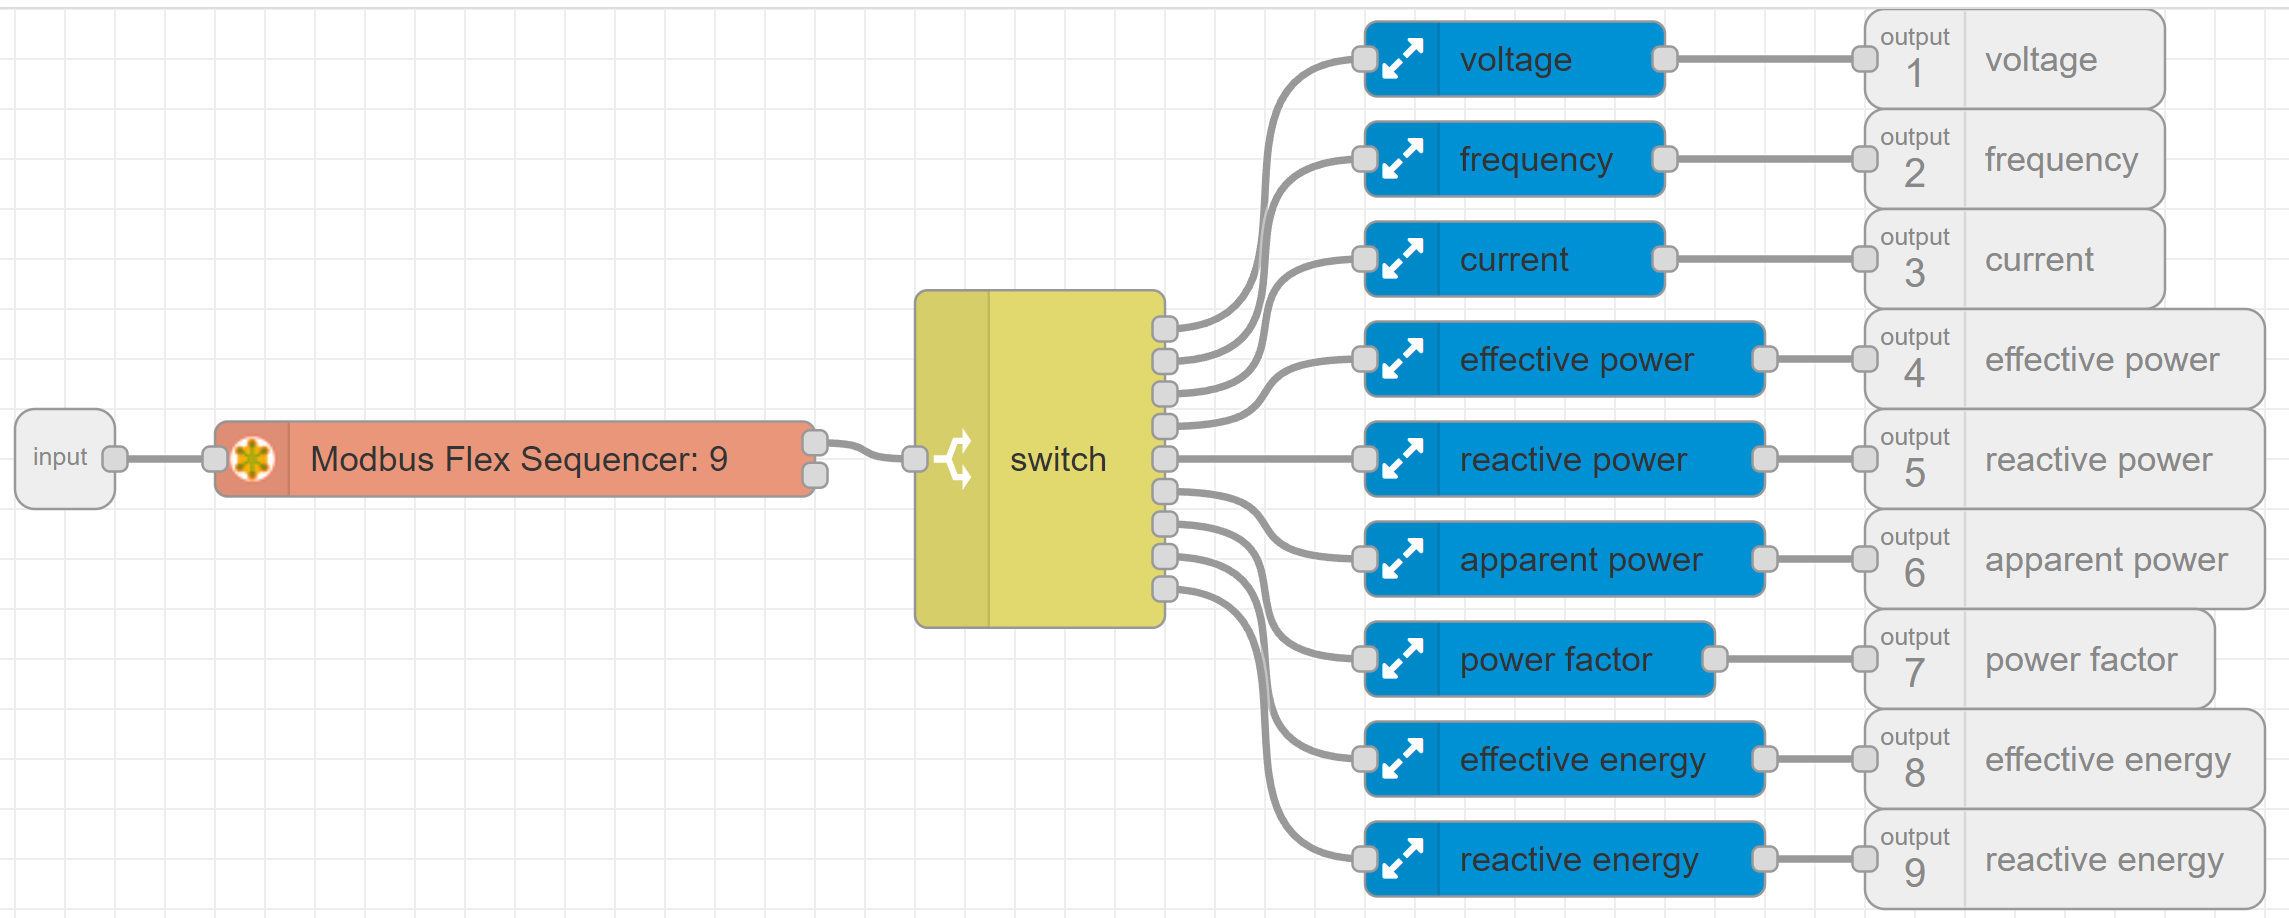 voltage
output
1
voltage
frequency
output
2
frequency
current
output
3
current
effective power
output
4
effective power
input
Modbus Flex Sequencer: 9
switch
reactive power
output
5
reactive power
apparent power
output
6
apparent power
power factor
output
7
power factor
effective energy
output
8
effective energy
reactive energy
output
9
reactive energy